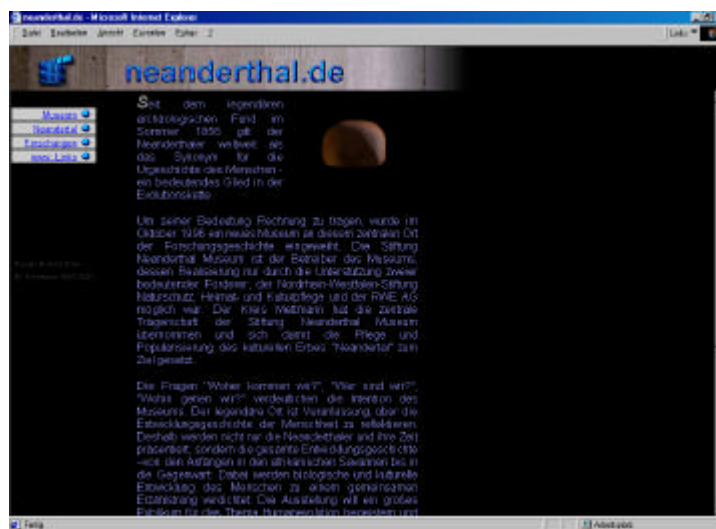 neanderthal.de - Microsoft Internet Explorer
Datei Bearbeiten Ansicht Favoriten Extras ?
Links
neanderthal.de
Museum
Neandertal
www.Links
Seit dem legendären
archäologischen Fund im
Sommer 1856 gilt der
Neanderthaler weltweit als
das Synonym für die
Urgeschichte des Menschen -
ein bedeutendes Glied in der
Evolutionskette.
Um seiner Bedeutung Rechnung zu tragen, wurde im
Oktober 1996 ein neues Museum an diesem zentralen Ort
der Forschungsgeschichte eingeweiht. Die Stiftung
Neanderthal Museum ist der Betreiber des Museums,
dessen Realisierung nur durch die Unterstützung zweier
bedeutender Förderer, der Nordrhein-Westfalen-Stiftung
Naturschutz, Heimat- und Kulturpflege und der RWE AG
möglich war. Der Kreis Mettmann hat die zentrale
Trägerschaft der Stiftung Neanderthal Museum
übernommen und sich damit die Pflege und
Popularisierung des kulturellen Erbes "Neandertal" zum
Ziel gesetzt.
Die Fragen "Woher kommen wir?", "Wer sind wir?",
"Wohin gehen wir?" verdeutlichen die Intention des
Museums. Der legendäre Ort ist Veranlassung, über die
Entwicklungsgeschichte der Menschheit zu reflektieren.
Deshalb werden nicht nur die Neanderthaler und ihre Zeit
präsentiert, sondern die gesamte Entwicklungsgeschichte
-von den Anfängen in den afrikanischen Savannen bis in
die Gegenwart. Dabei werden biologische und kulturelle
Entwicklung des Menschen zu einem gemeinsamen
Erzählstrang verdichtet. Die Ausstellung will ein großes
Publikum für das Thema Humanevolution begeistern und
Fertig
Arbeitsplatz